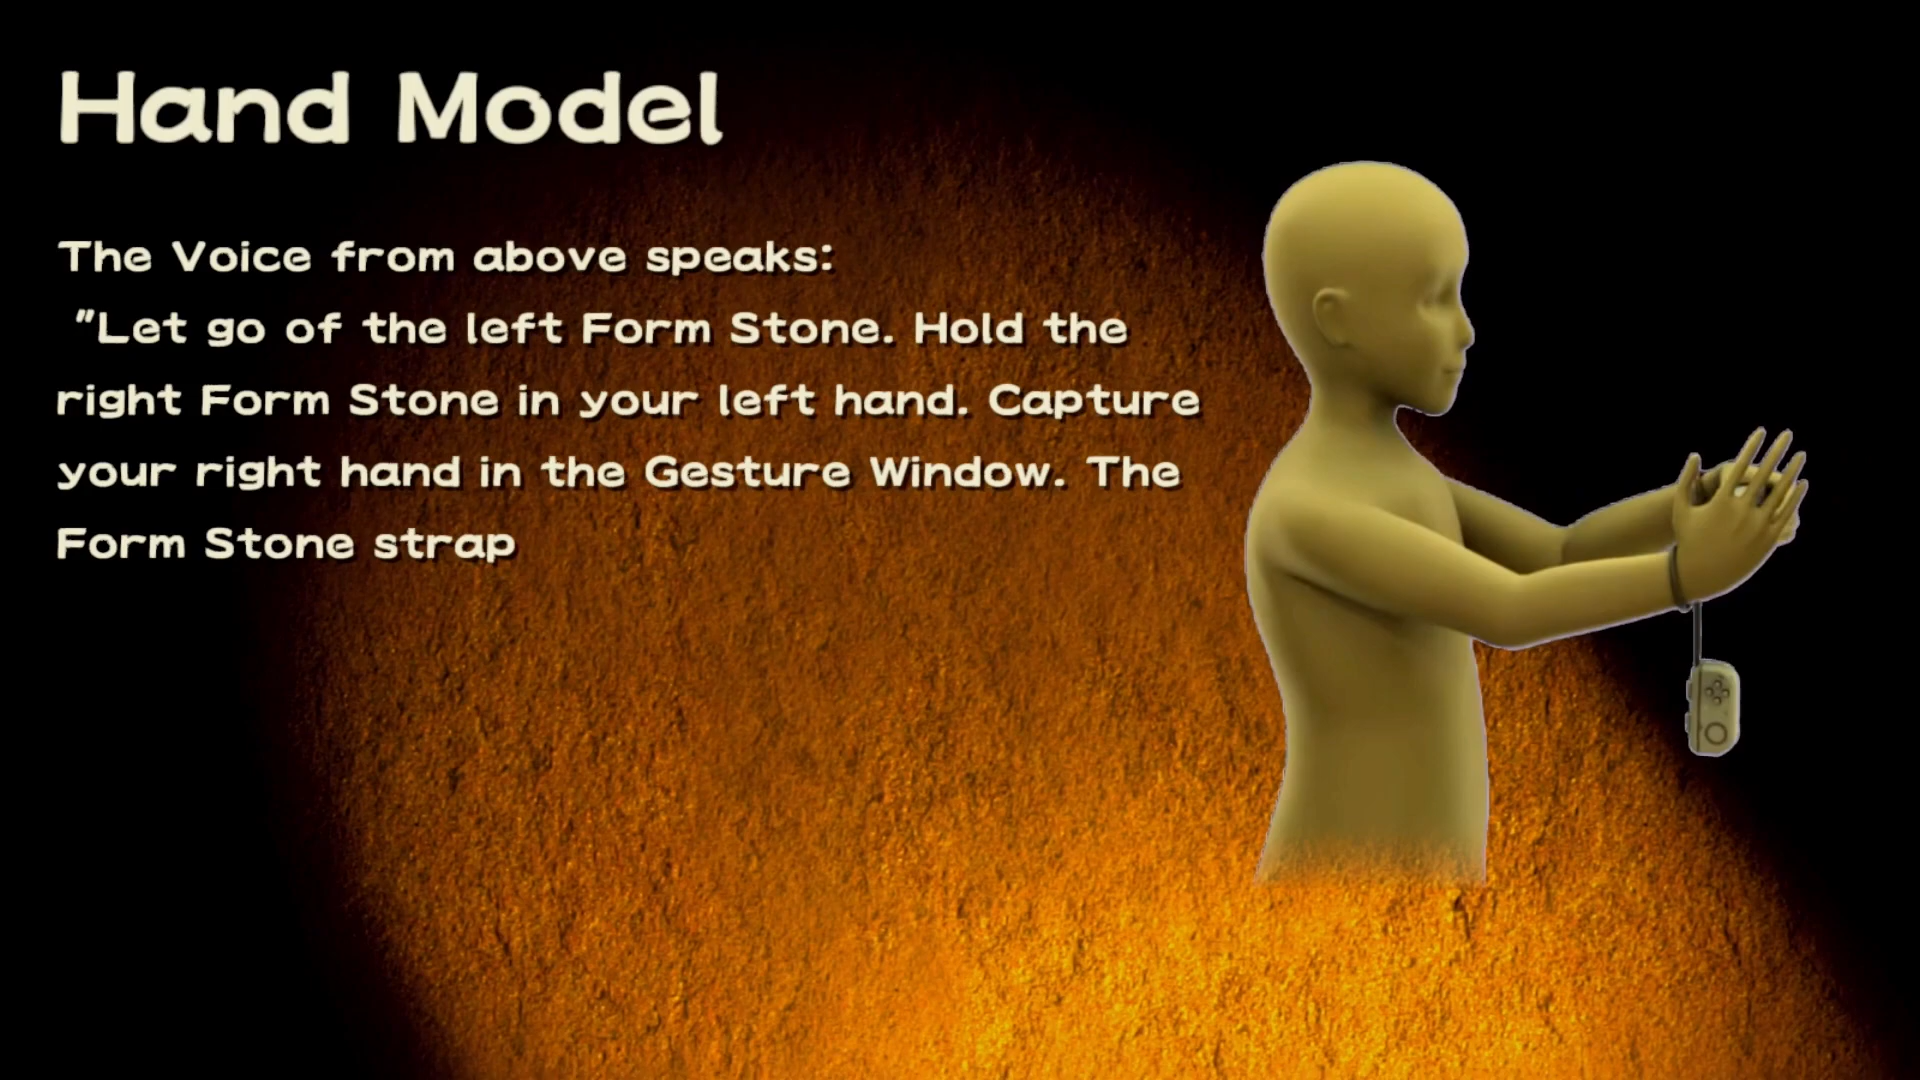 Hand Model
The Voice from above speaks:
"Let go of the left Form Stone. Hold the
right Form Stone in your left hand. Capture
your right hand in the Gesture Window. The
Form Stone strap